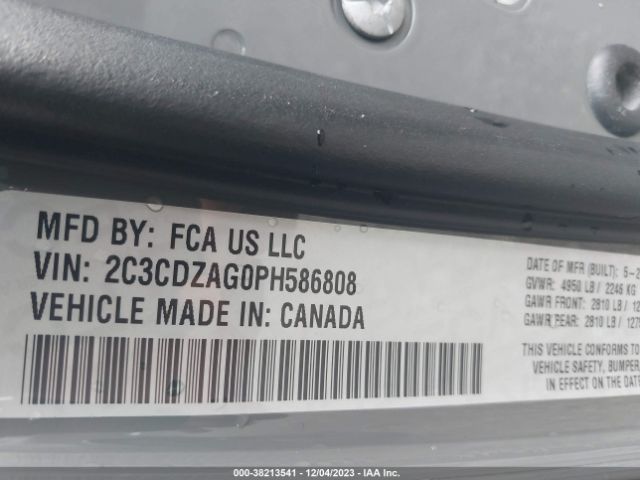 MFD BY: FCA US LLC
VIN: 2C3CDZAG0PH586808
VEHICLE MADE IN: CANADA
DATE OF MFR (BUILT): 5-2
GVWR: 4950 LB / 2246 KG
GAWR FRONT: 2810 LB / 12
GAWR REAR: 2810 LB / 127
THIS VEHICLE CONFORMS TO
VEHICLE SAFETY, BUMPER,
IN EFFECT ON THE DATE
000-38213541 - 12/04/2023 - IAA Inc.